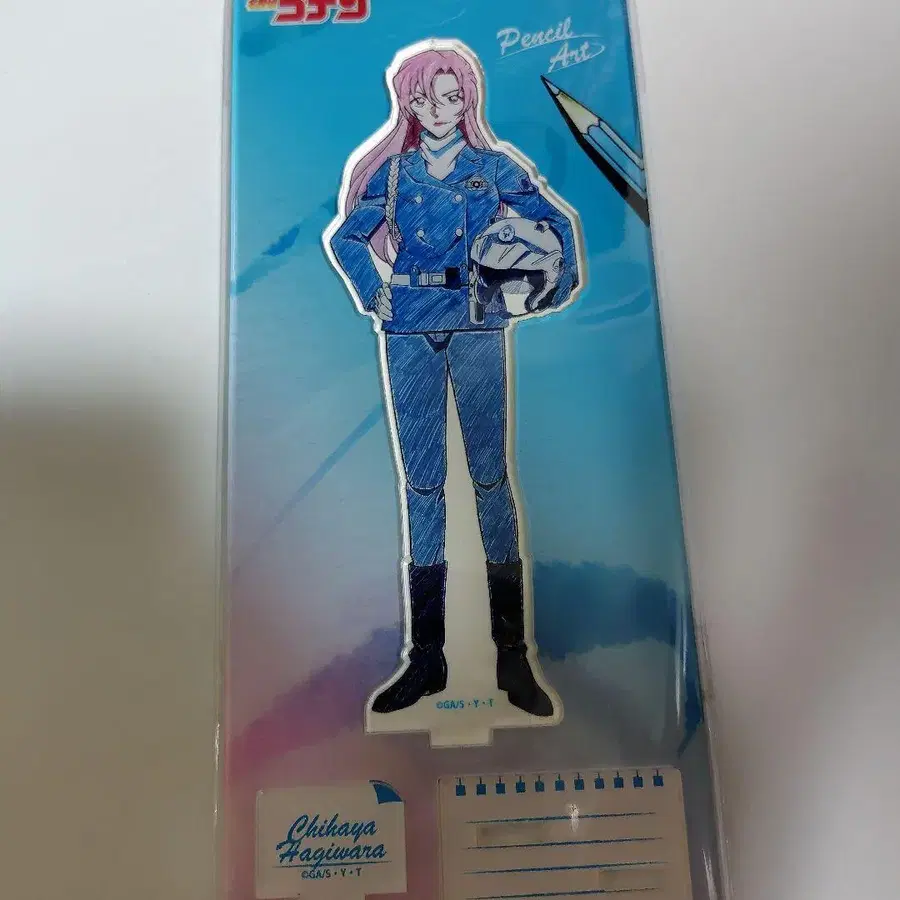 コナン
Pencil
Art
©GA/S・Y・T
Chihaya
Hagiwara
©GA/S・Y・T